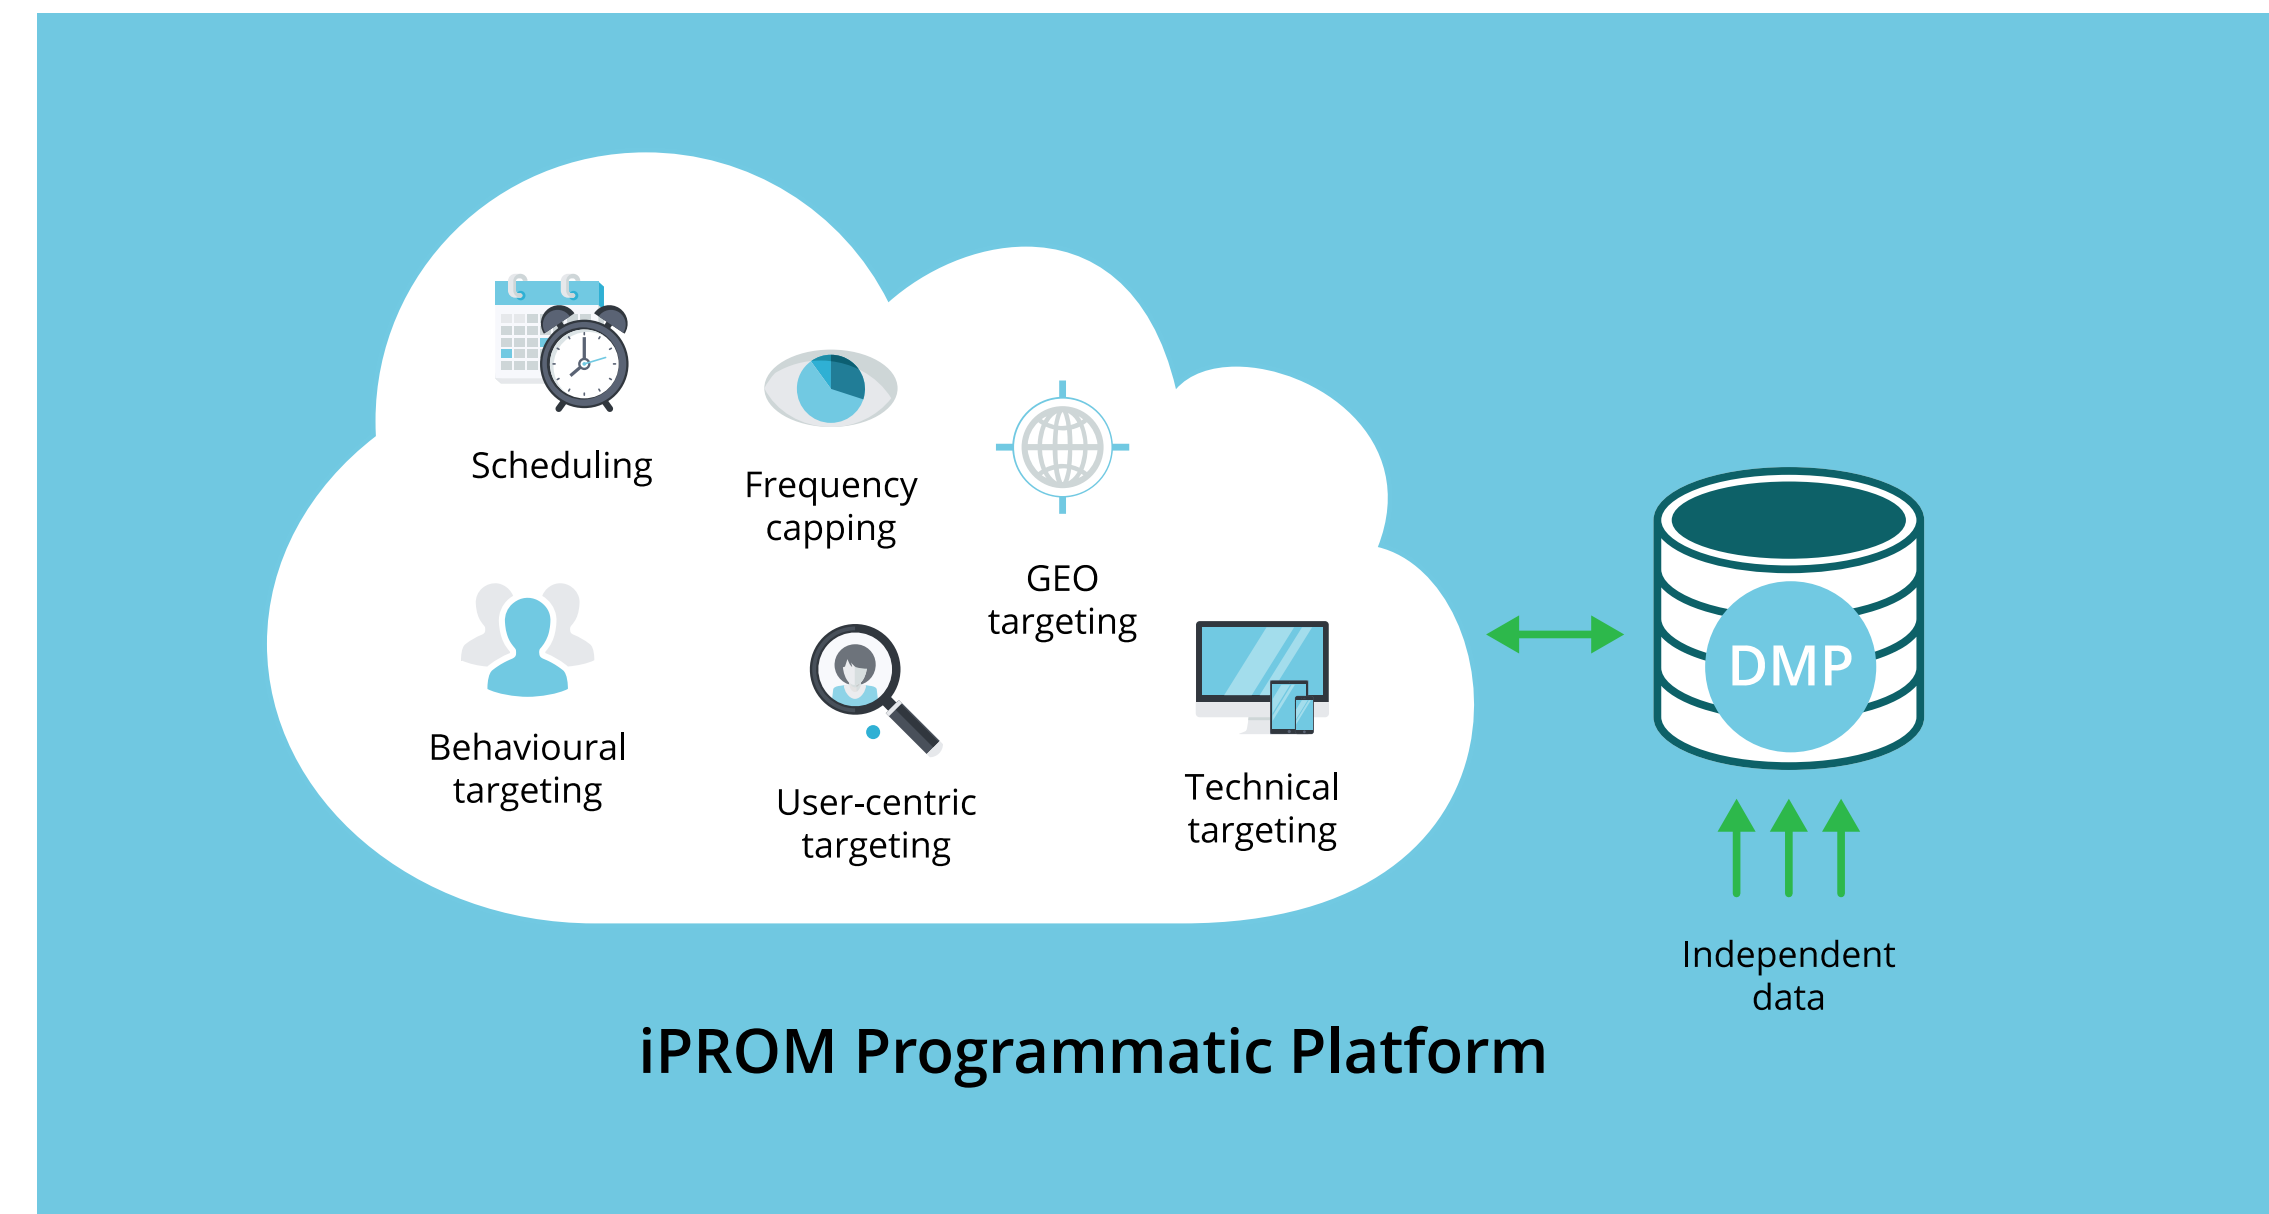 Scheduling
Frequency
capping
GEO
targeting
Behavioural
targeting
User-centric
targeting
Technical
targeting
DMP
Independent
data
iPROM Programmatic Platform